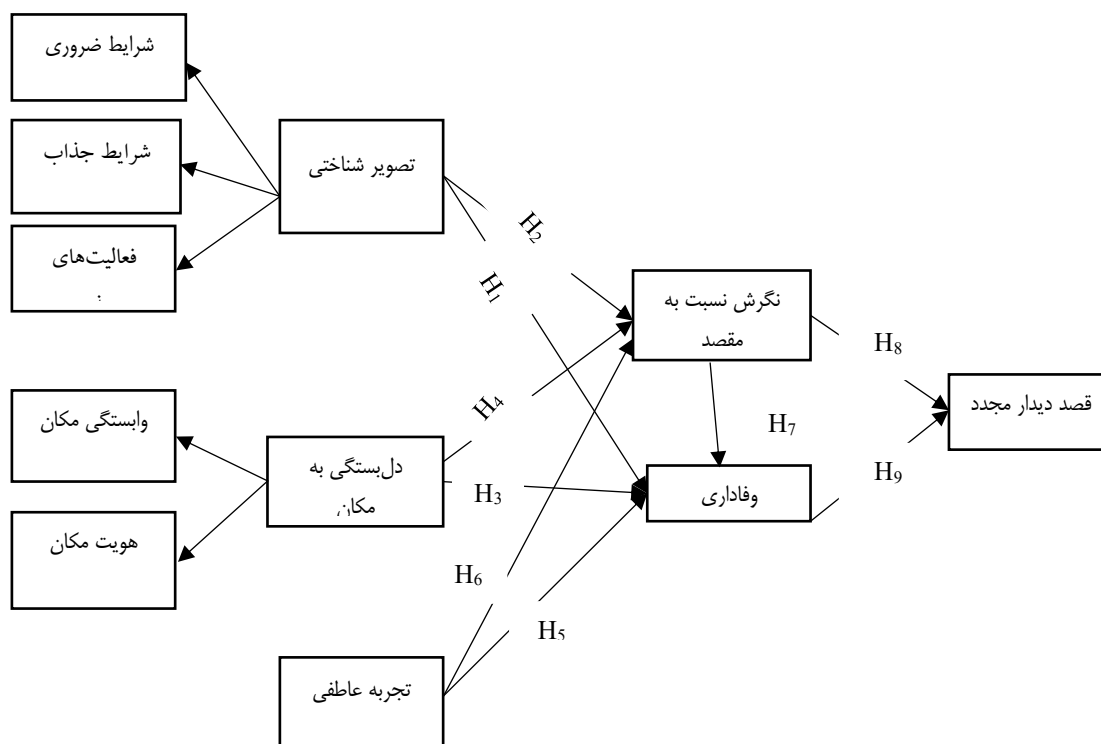 شرایط ضروری
شرایط جذاب
تصویر شناختی
فعالیت‌های
H2
H1
نگرش نسبت به
مقصد
H8
H4
قصد دیدار مجدد
وابستگی مکان
H7
دل‌بستگی به
مکان
H3
وفاداری
H9
هویت مکان
H6
H5
تجربه عاطفی